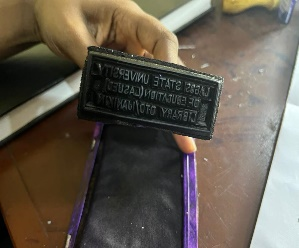 LAGOS STATE UNIVERSITY
OF EDUCATION (LASUED)
LIBRARY OTO/IJANIKIN